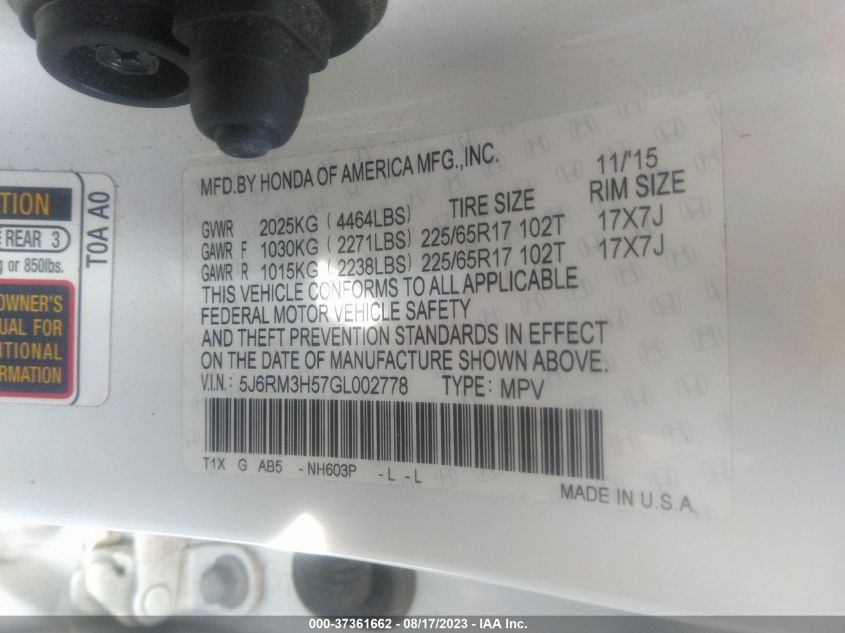 TION
REAR 3
g or 850lbs.
OWNER'S
UAL FOR
ITIONAL
RMATION
T0A A0
MFD.BY HONDA OF AMERICA MFG.,INC. 11/'15
TIRE SIZE RIM SIZE
GVWR 2025KG (4464LBS)
GAWR F 1030KG (2271LBS) 225/65R17 102T 17X7J
GAWR R 1015KG (2238LBS) 225/65R17 102T 17X7J
THIS VEHICLE CONFORMS TO ALL APPLICABLE
FEDERAL MOTOR VEHICLE SAFETY
AND THEFT PREVENTION STANDARDS IN EFFECT
ON THE DATE OF MANUFACTURE SHOWN ABOVE.
V.I.N.: 5J6RM3H57GL002778 TYPE: MPV
T1X G AB5 -NH603P -L -L
MADE IN U.S.A.
000-37361662 - 08/17/2023 - IAA Inc.